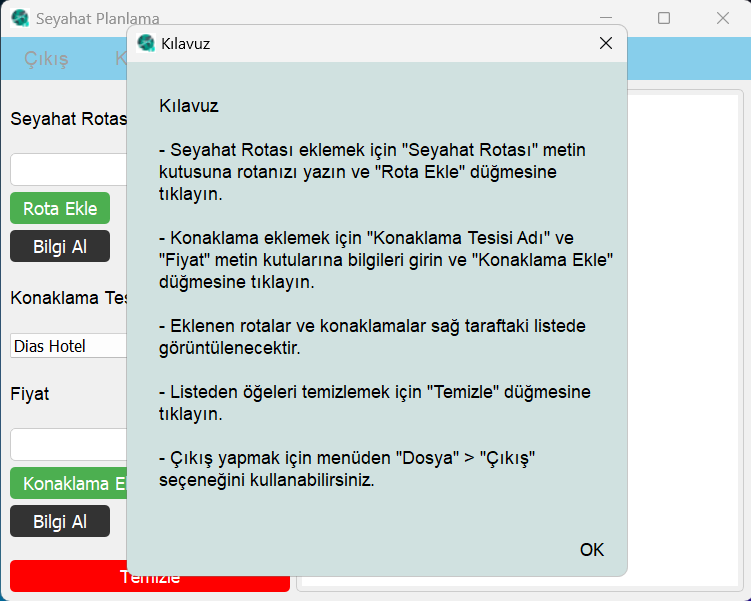 Seyahat Planlama
Çıkış
K
Kılavuz
Seyahat Rotas
Rota Ekle
Bilgi Al
Konaklama Tes
Dias Hotel
Fiyat
Konaklama Ek
Bilgi Al
Temizle
Kılavuz
- Seyahat Rotası eklemek için "Seyahat Rotası" metin
kutusuna rotanızı yazın ve "Rota Ekle" düğmesine
tıklayın.
- Konaklama eklemek için "Konaklama Tesisi Adı" ve
"Fiyat" metin kutularına bilgileri girin ve "Konaklama Ekle"
düğmesine tıklayın.
- Eklenen rotalar ve konaklamalar sağ taraftaki listede
görüntülenecektir.
- Listeden öğeleri temizlemek için "Temizle" düğmesine
tıklayın.
- Çıkış yapmak için menüden "Dosya" > "Çıkış"
seçeneğini kullanabilirsiniz.
OK